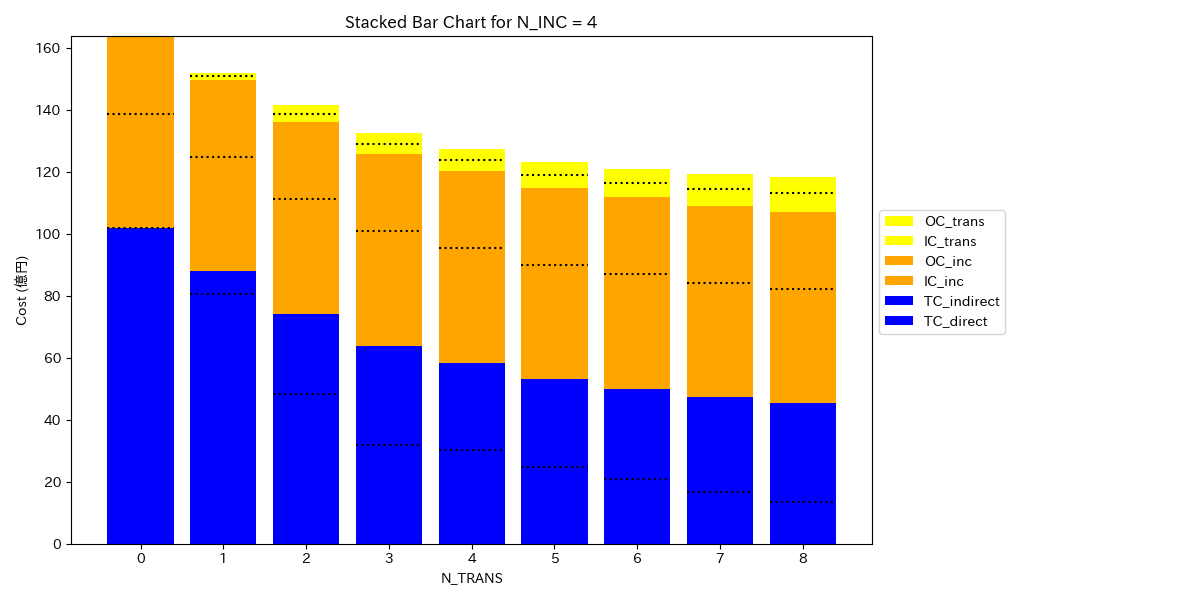 Stacked Bar Chart for N_INC = 4
Cost (億円)
160
140
120
100
80
60
40
20
0
0 1 2 3 4 5 6 7 8
N_TRANS
OC_trans
IC_trans
OC_inc
IC_inc
TC_indirect
TC_direct